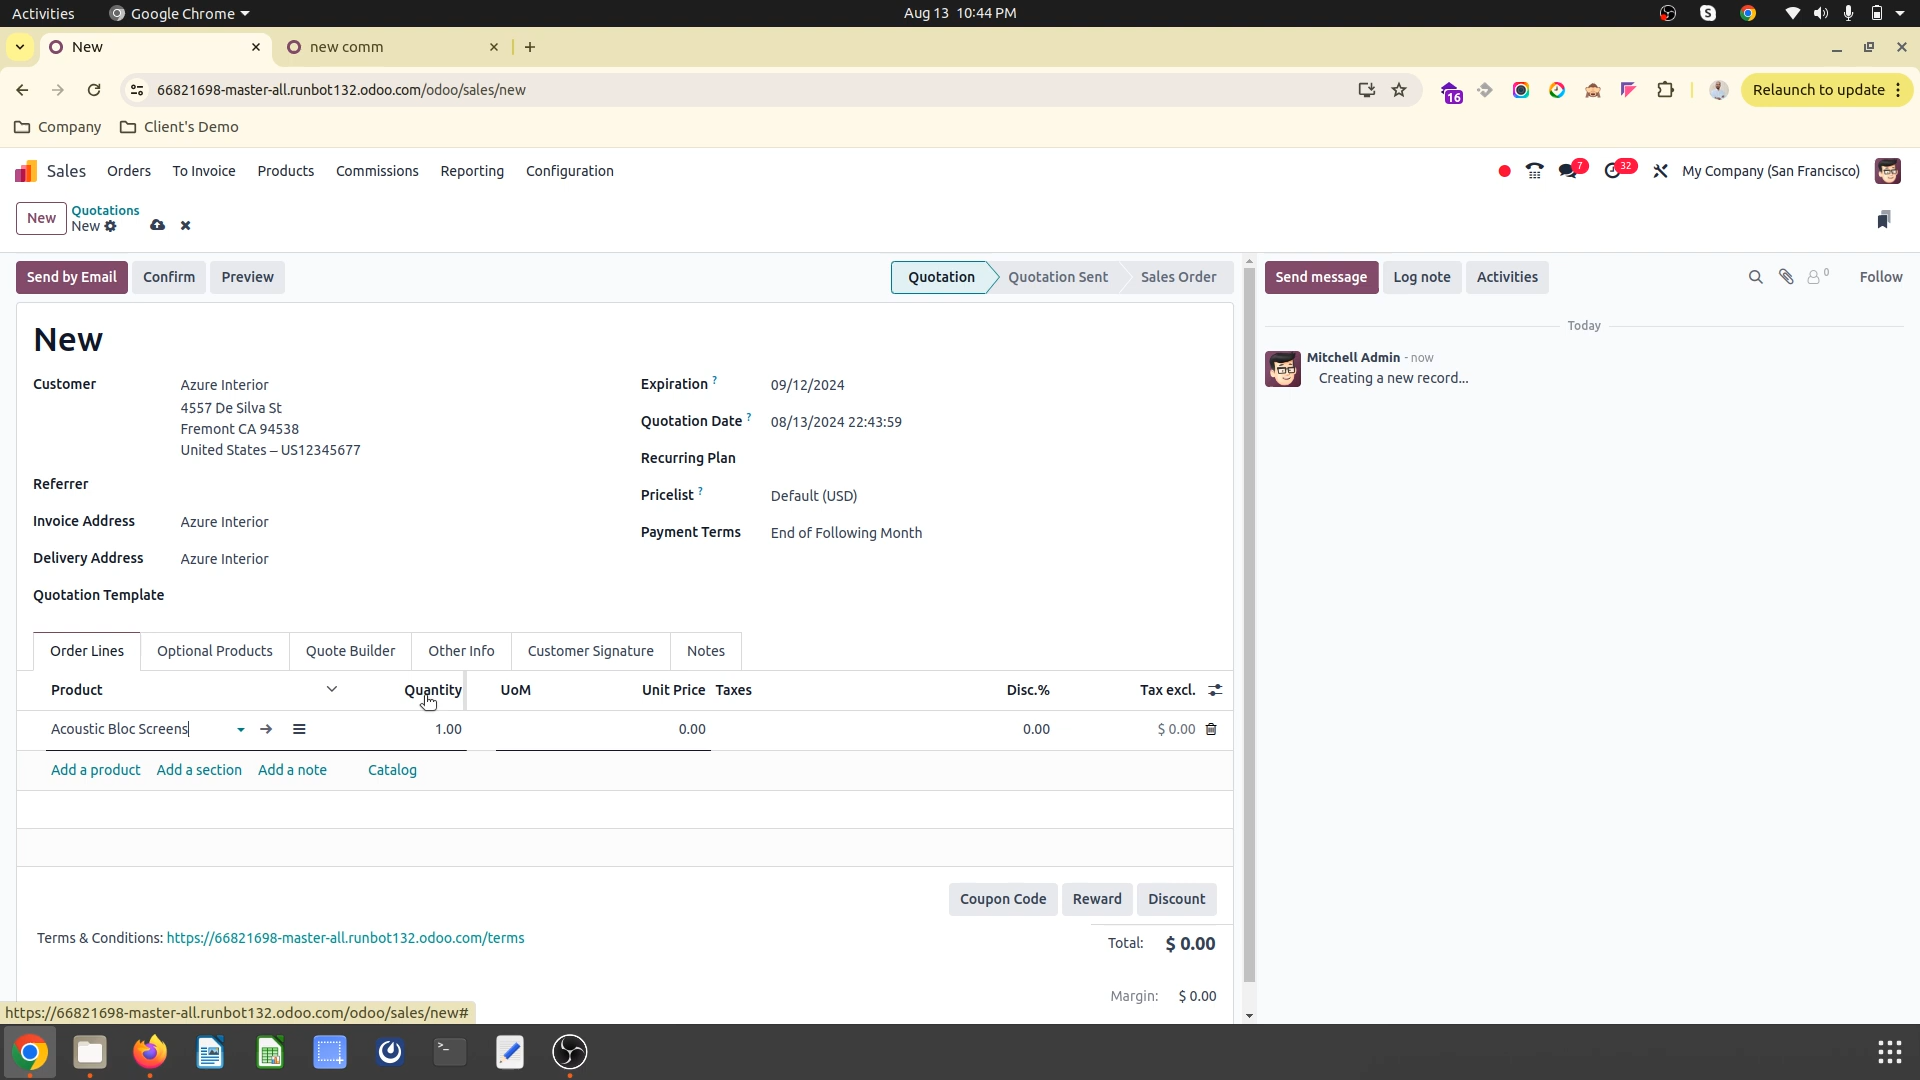 Activities
Google Chrome
Aug 13 10:44 PM
New
new comm
66821698-master-all.runbot132.odoo.com/odoo/sales/new
16
Relaunch to update
Company
Client's Demo
Sales
Orders
To Invoice
Products
Commissions
Reporting
Configuration
7
32
My Company (San Francisco)
New
Quotations
New
Send by Email
Confirm
Preview
Quotation
Quotation Sent
Sales Order
Send message
Log note
Activities
0
Follow
Today
Mitchell Admin - now
Creating a new record...
New
Customer
Azure Interior
4557 De Silva St
Fremont CA 94538
United States – US12345677
Referrer
Invoice Address
Azure Interior
Delivery Address
Azure Interior
Quotation Template
Expiration ?
09/12/2024
Quotation Date ?
08/13/2024 22:43:59
Recurring Plan
Pricelist ?
Default (USD)
Payment Terms
End of Following Month
Order Lines
Optional Products
Quote Builder
Other Info
Customer Signature
Notes
Product
Quantity
UoM
Unit Price
Taxes
Disc.%
Tax excl.
Acoustic Bloc Screens
1.00
0.00
0.00
$ 0.00
Add a product
Add a section
Add a note
Catalog
Coupon Code
Reward
Discount
Terms & Conditions: https://66821698-master-all.runbot132.odoo.com/terms
Total: $ 0.00
Margin: $ 0.00
https://66821698-master-all.runbot132.odoo.com/odoo/sales/new#